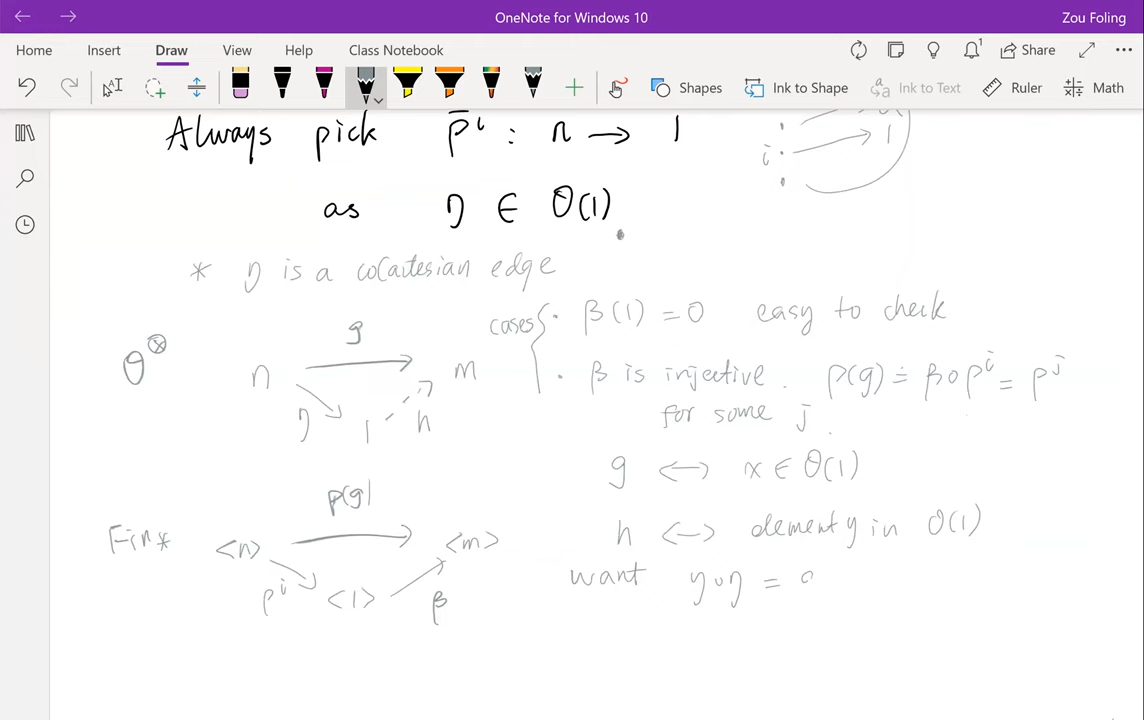 OneNote for Windows 10
Zou Foling
Home Insert Draw View Help Class Notebook
1 Share
Shapes Ink to Shape Ink to Text Ruler Math
Always pick p̄ⁱ : n → 1
i 1
as η ∈ O(1)
* η is a coCartesian edge
cases { · β(1) = 0 easy to check
O^⊗ n g→ m
· β is injective. p(g) ≐ β∘ρⁱ = ρʲ
η 1 h
for some j.
g ↔ x ∈ O(1)
p(g)
Fin* <n> → <m>
h ↔ element y in O(1)
ρⁱ <1> β
want y∘η =